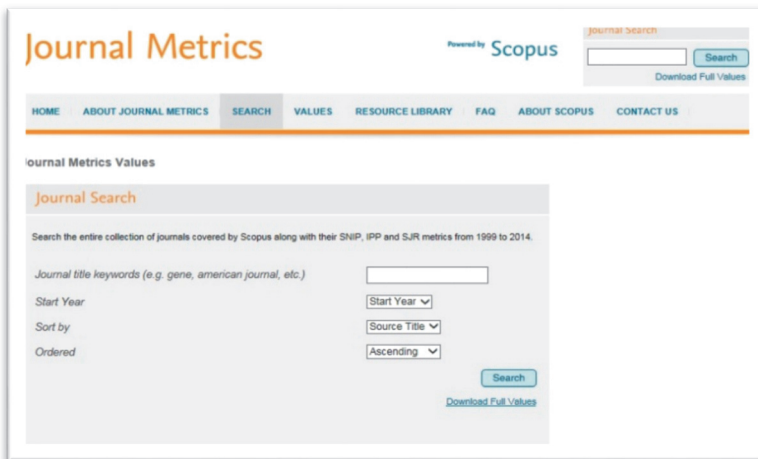 Journal Search
Journal Metrics
Powered by Scopus
Search
Download Full Values
HOME ABOUT JOURNAL METRICS SEARCH VALUES RESOURCE LIBRARY FAQ ABOUT SCOPUS CONTACT US
ournal Metrics Values
Journal Search
Search the entire collection of journals covered by Scopus along with their SNIP, IPP and SJR metrics from 1999 to 2014.
Journal title keywords (e.g. gene, american journal, etc.)
Start Year Start Year
Sort by Source Title
Ordered Ascending
Search
Download Full Values